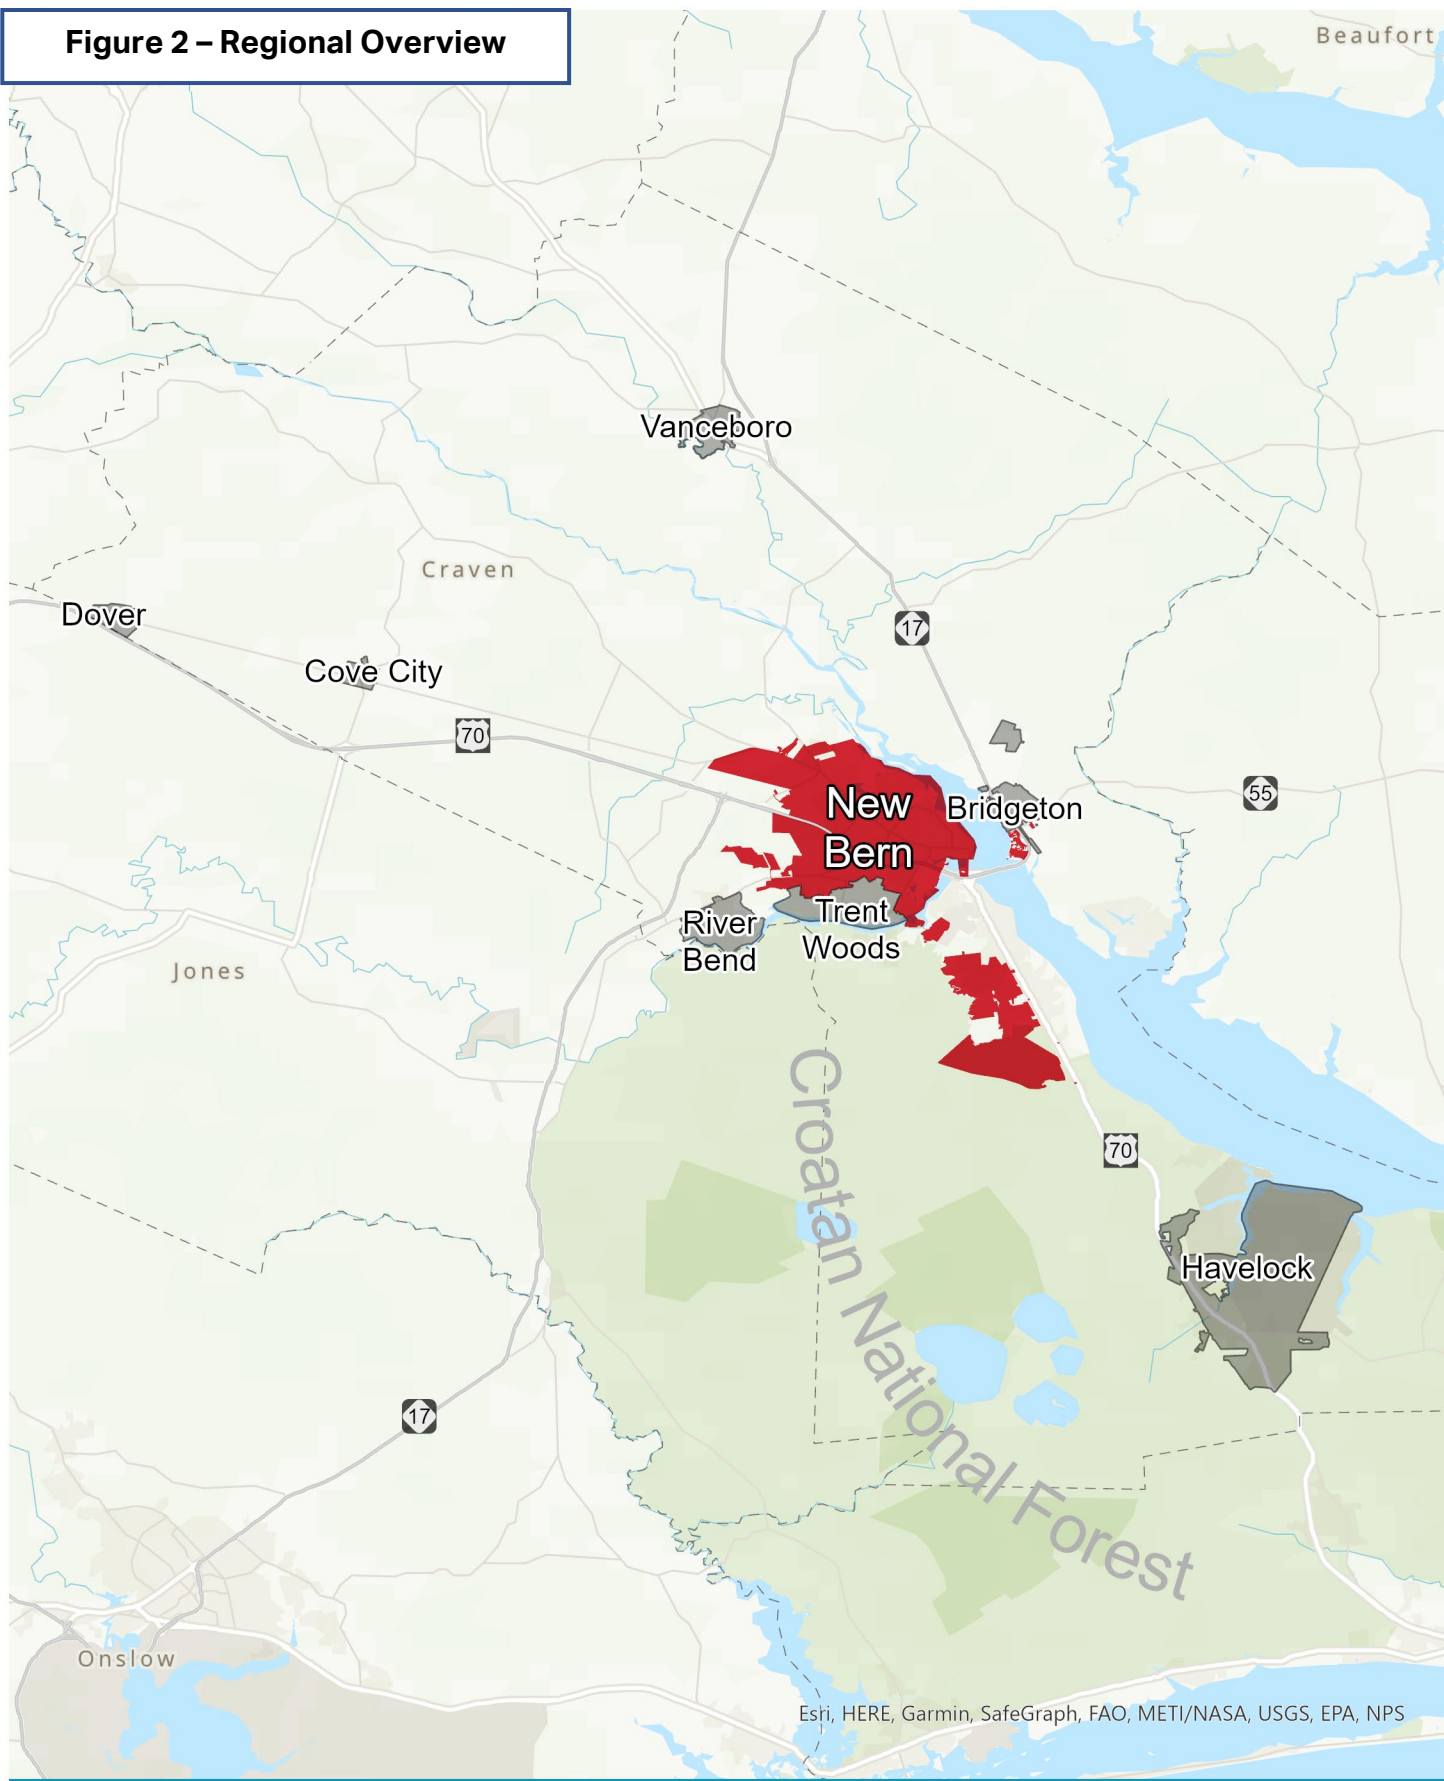 Figure 2 – Regional Overview
Beaufort
Vanceboro
Craven
Dover
17
Cove City
70
55
New
Bern
Bridgeton
River
Bend
Trent
Woods
Jones
Croatan National Forest
70
Havelock
17
Onslow
Esri, HERE, Garmin, SafeGraph, FAO, METI/NASA, USGS, EPA, NPS